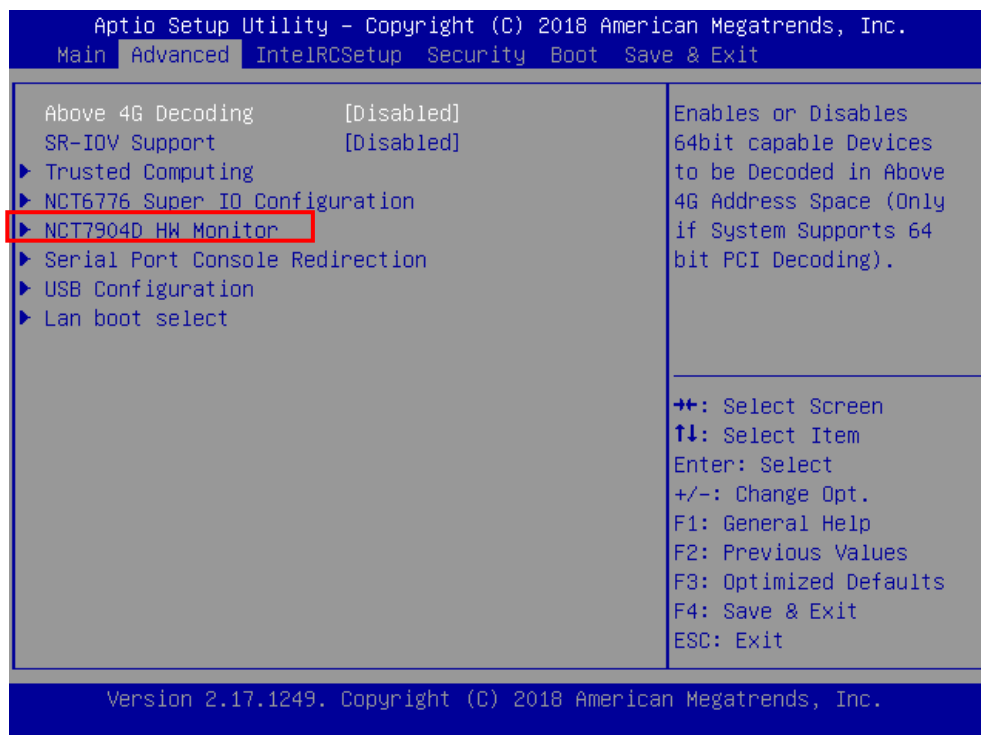 Aptio Setup Utility – Copyright (C) 2018 American Megatrends, Inc.
Main Advanced IntelRCSetup Security Boot Save & Exit
Above 4G Decoding [Disabled]
SR-IOV Support [Disabled]
▶ Trusted Computing
▶ NCT6776 Super IO Configuration
▶ NCT7904D HW Monitor
▶ Serial Port Console Redirection
▶ USB Configuration
▶ Lan boot select
Enables or Disables
64bit capable Devices
to be Decoded in Above
4G Address Space (Only
if System Supports 64
bit PCI Decoding).
→←: Select Screen
↑↓: Select Item
Enter: Select
+/-: Change Opt.
F1: General Help
F2: Previous Values
F3: Optimized Defaults
F4: Save & Exit
ESC: Exit
Version 2.17.1249. Copyright (C) 2018 American Megatrends, Inc.